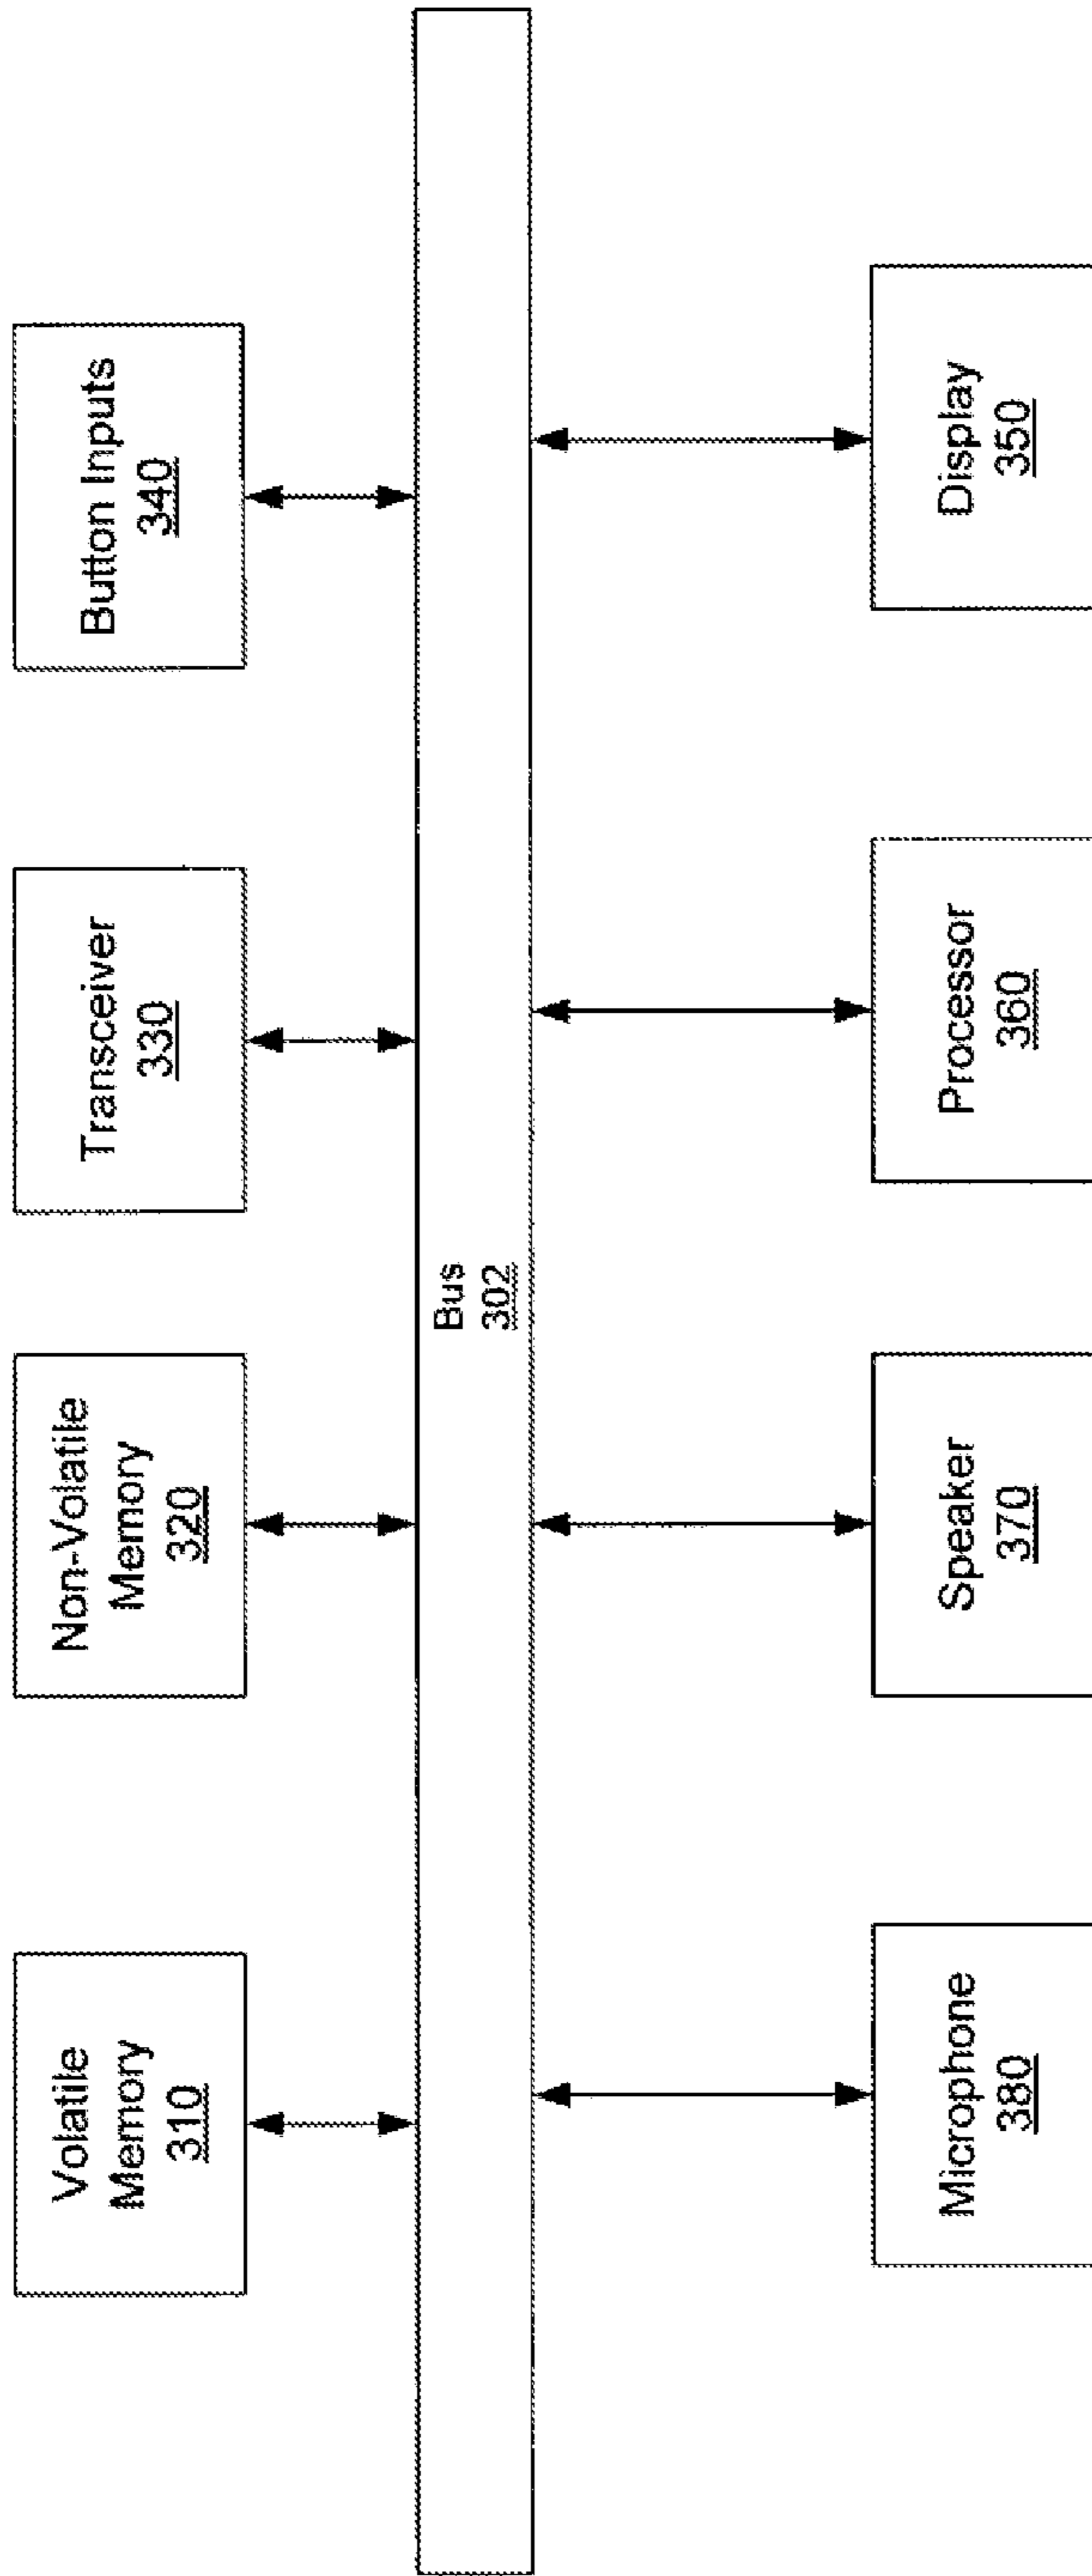 Volatile
Memory
310
Non-Volatile
Memory
320
Transceiver
330
Button Inputs
340
Bus
302
Microphone
380
Speaker
370
Processor
360
Display
350